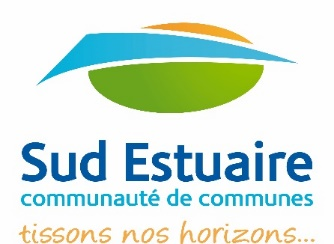 Sud Estuaire
communauté de communes
tissons nos horizons...